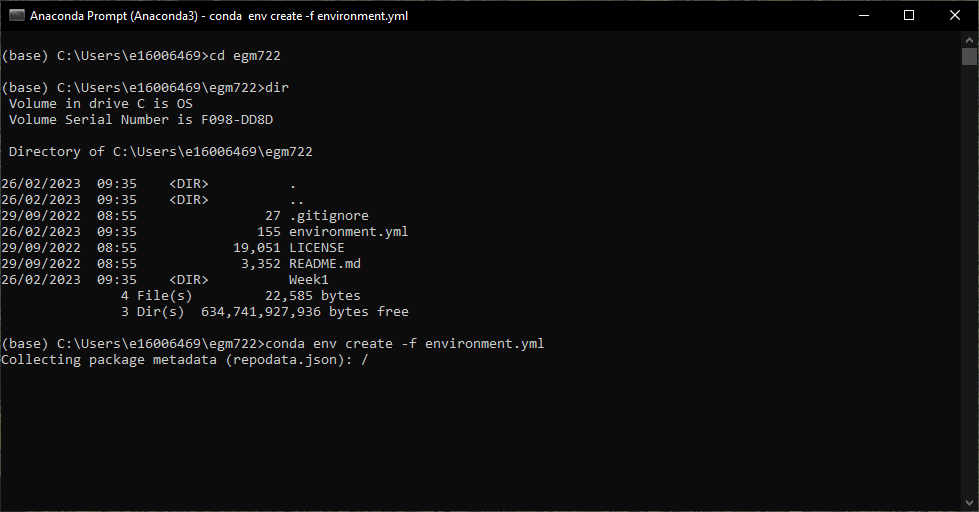 Anaconda Prompt (Anaconda3) - conda  env create -f environment.yml
(base) C:\Users\e16006469>cd egm722
(base) C:\Users\e16006469\egm722>dir
 Volume in drive C is OS
 Volume Serial Number is F098-DD8D
 Directory of C:\Users\e16006469\egm722
26/02/2023  09:35    <DIR>          .
26/02/2023  09:35    <DIR>          ..
29/09/2022  08:55                27 .gitignore
26/02/2023  09:35               155 environment.yml
29/09/2022  08:55            19,051 LICENSE
29/09/2022  08:55             3,352 README.md
26/02/2023  09:35    <DIR>          Week1
               4 File(s)         22,585 bytes
               3 Dir(s)  634,741,927,936 bytes free
(base) C:\Users\e16006469\egm722>conda env create -f environment.yml
Collecting package metadata (repodata.json): /